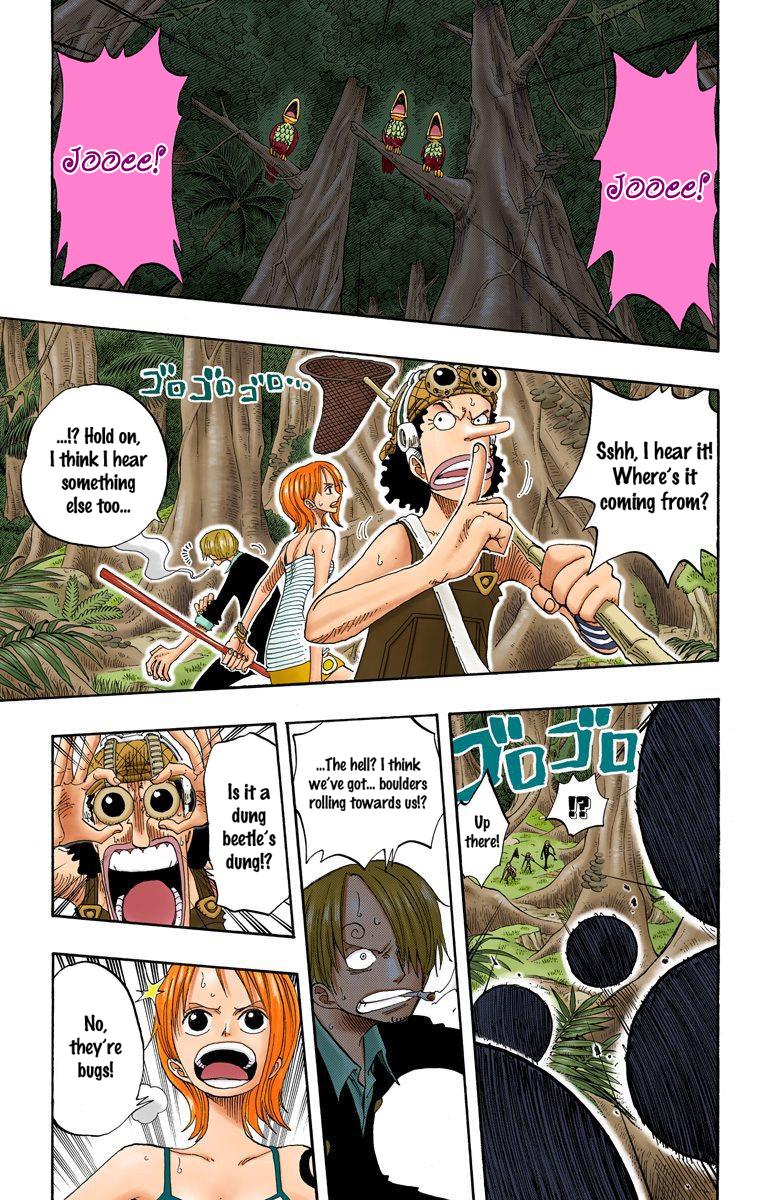 JOOEE!
JOOEE!
Sshh, I hear it!
Where's it
coming from?
ゴロゴロゴロ…
...!? Hold on,
I think I hear
something
else too...
ゴロゴロ
!?
Up
there!
...The hell? I think
we've got... boulders
rolling towards us!?
Is it a
dung
beetle's
dung!?
No,
they're
bugs!